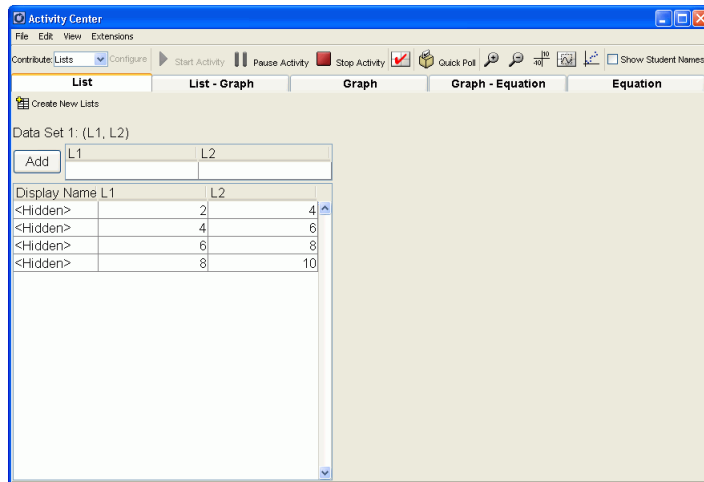 Activity Center
File Edit View Extensions
Contribute: Lists Configure Start Activity Pause Activity Stop Activity Quick Poll Show Student Names
List List - Graph Graph Graph - Equation Equation
Create New Lists
Data Set 1: (L1, L2)
Add L1 L2
Display Name L1 L2
<Hidden> 2 4
<Hidden> 4 6
<Hidden> 6 8
<Hidden> 8 10